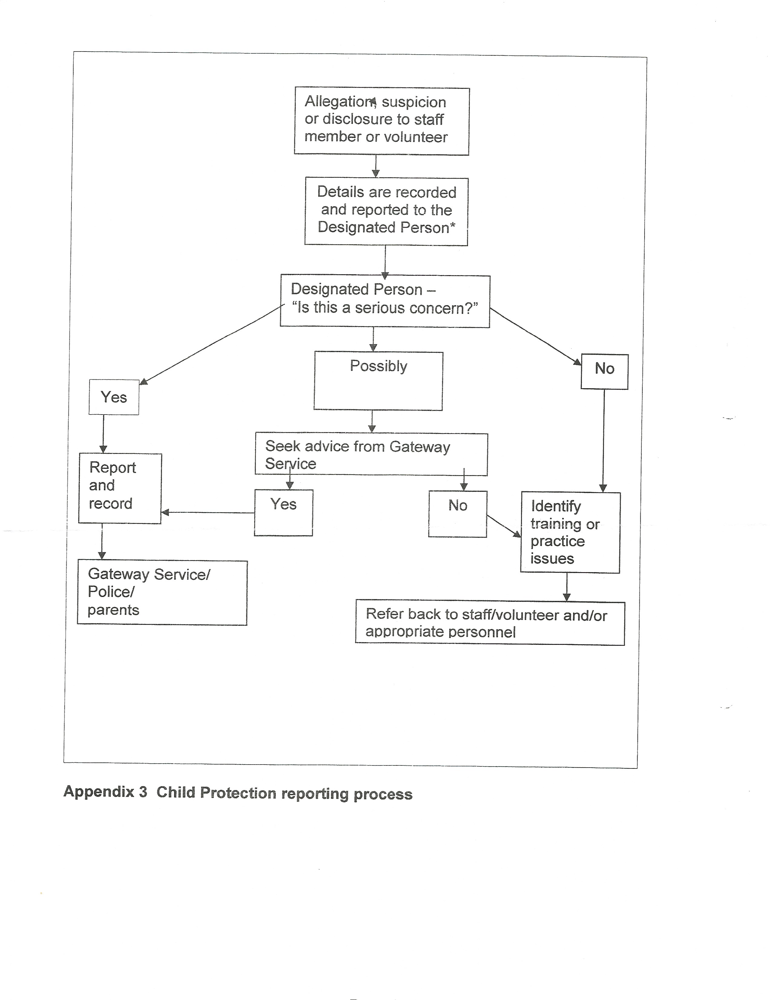 Allegation, suspicion
or disclosure to staff
member or volunteer
Details are recorded
and reported to the
Designated Person*
Designated Person –
“Is this a serious concern?”
Possibly
No
Yes
Seek advice from Gateway
Service
Report
and
record
Yes
No
Identify
training or
practice
issues
Gateway Service/
Police/
parents
Refer back to staff/volunteer and/or
appropriate personnel
Appendix 3 Child Protection reporting process